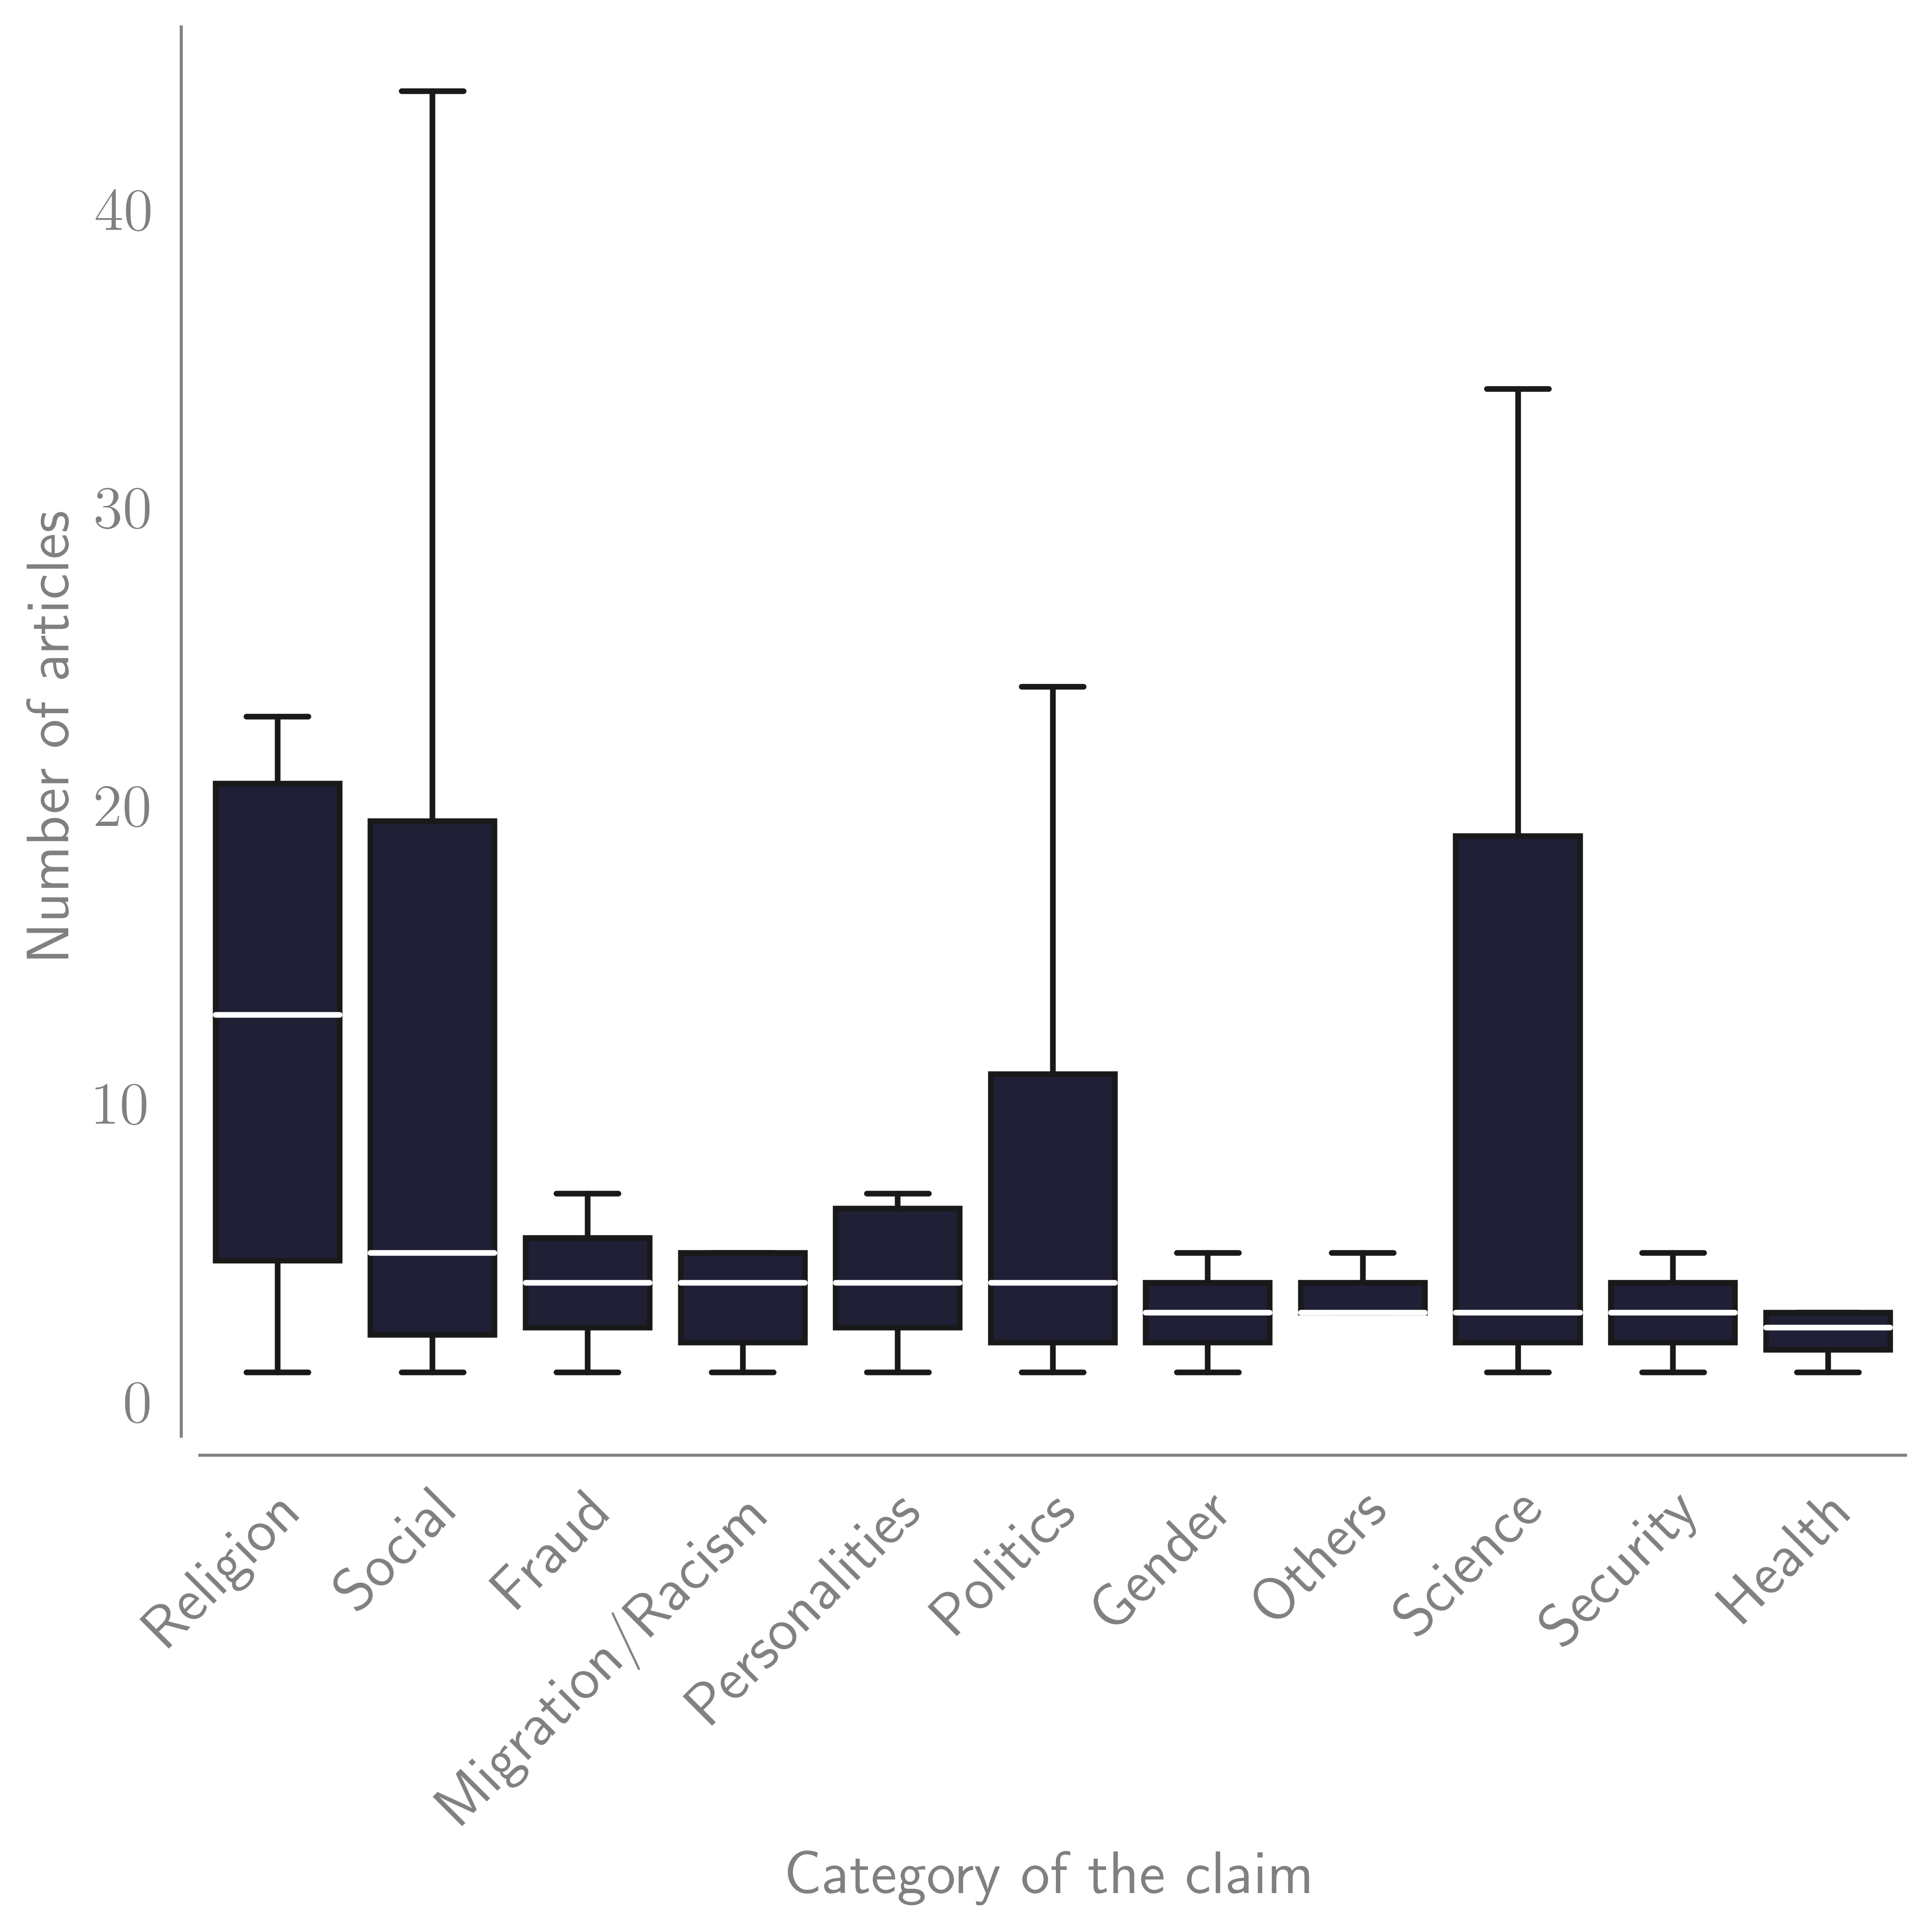 Number of articles
40
30
20
10
0
Religion
Social
Fraud
Migration/Racism
Personalities
Politics
Gender
Others
Science
Security
Health
Category of the claim